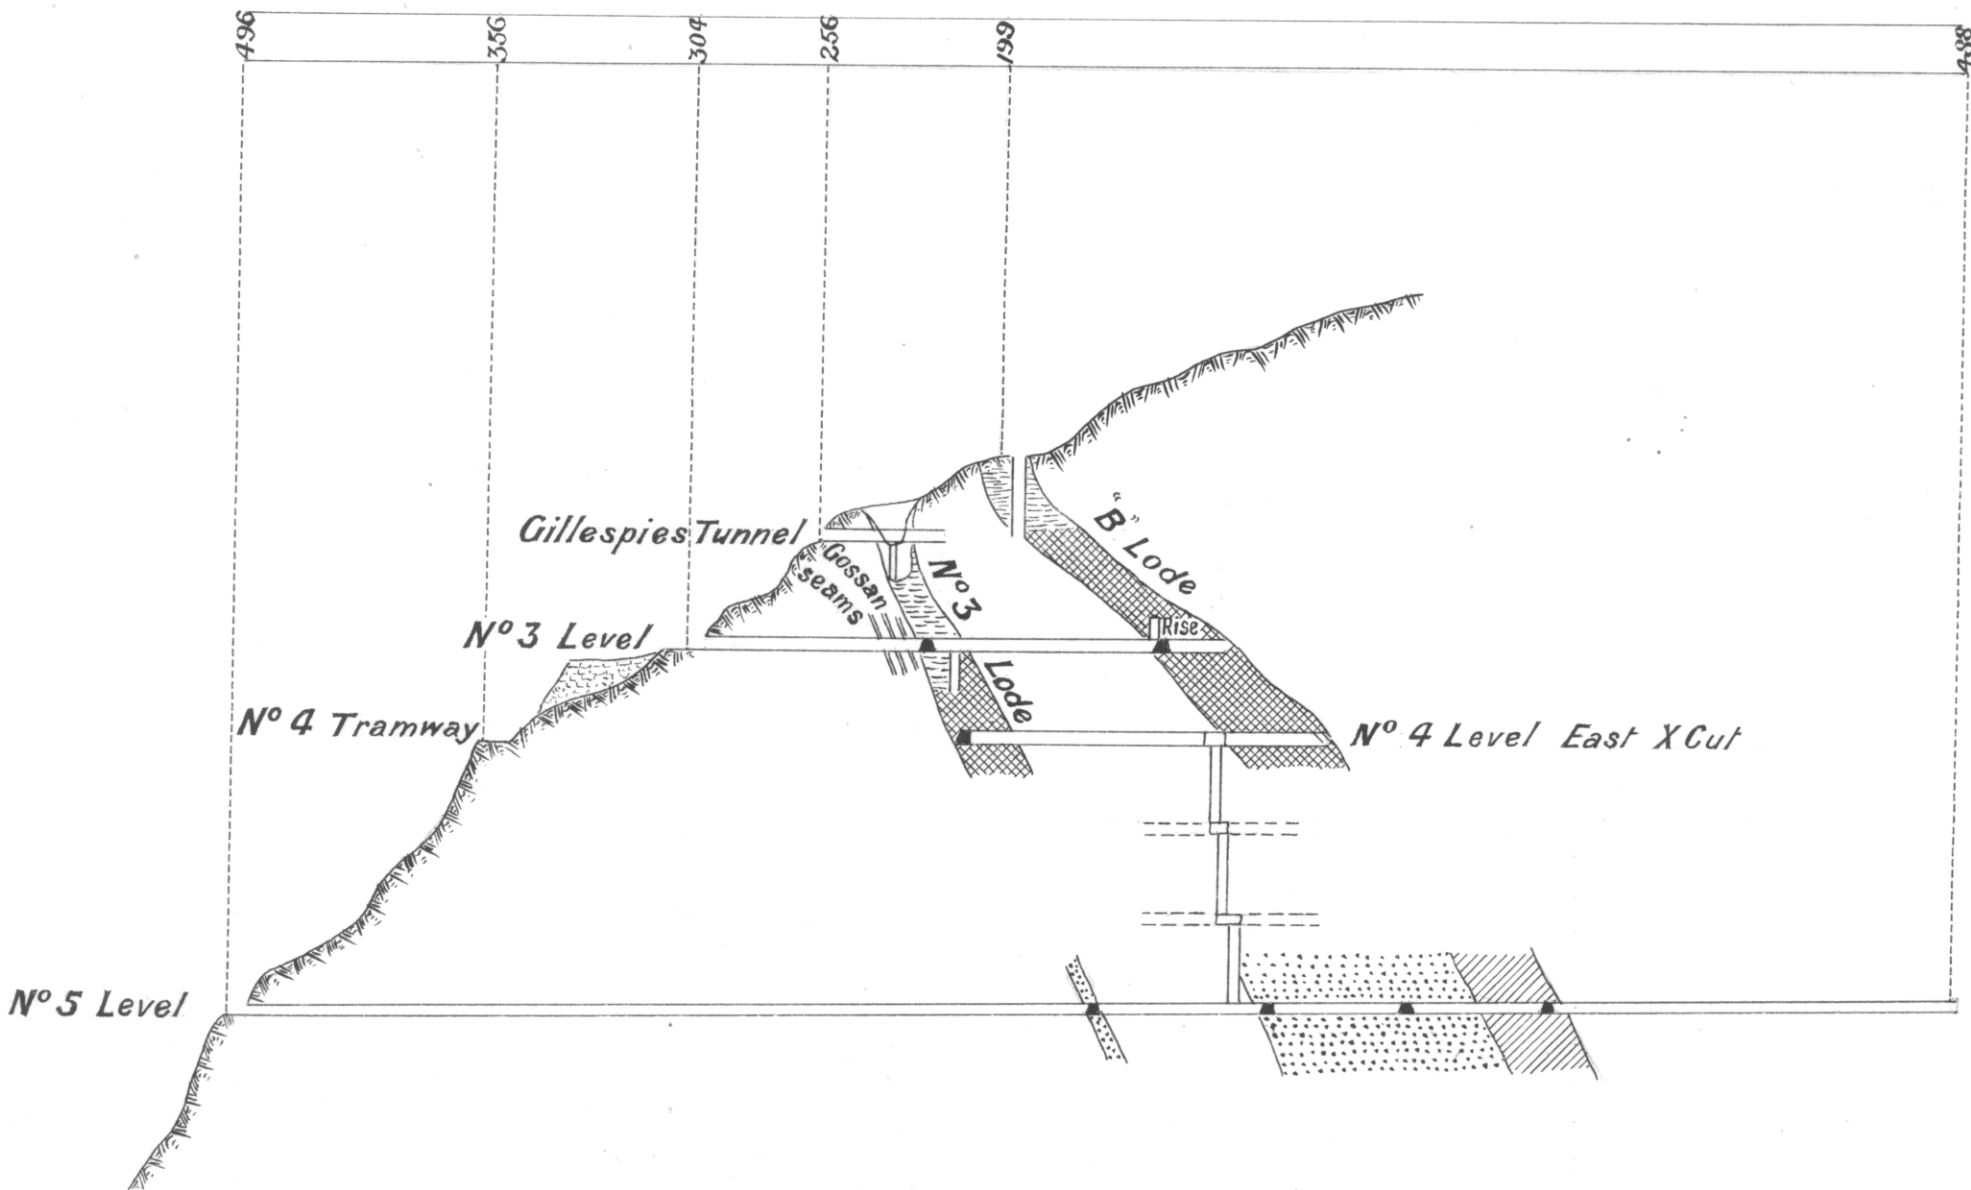 496
356
304
256
199
488
"B" Lode
Gillespies Tunnel
Gossan
seams
Nº 3
Lode
Rise
Nº 3 Level
Nº 4 Tramway
Nº 4 Level East X Cut
Nº 5 Level